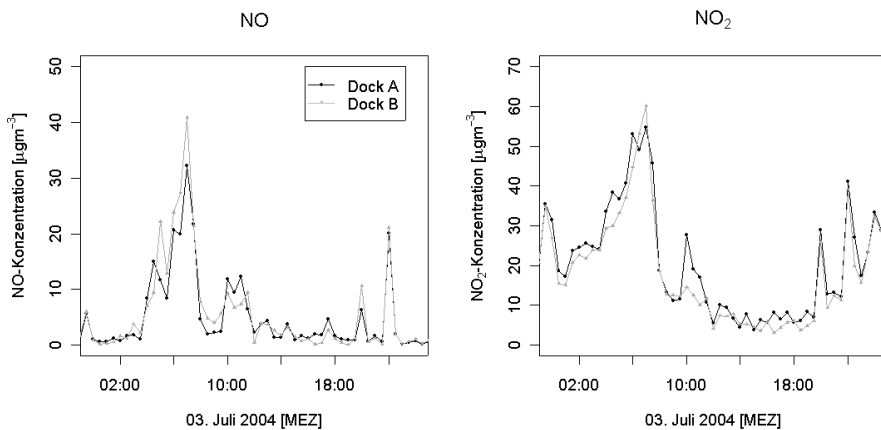 NO
NO2
NO-Konzentration [µgm−3]
0
10
20
30
40
50
Dock A
Dock B
02:00
10:00
18:00
03. Juli 2004 [MEZ]
NO2-Konzentration [µgm−3]
0
10
20
30
40
50
60
70
02:00
10:00
18:00
03. Juli 2004 [MEZ]